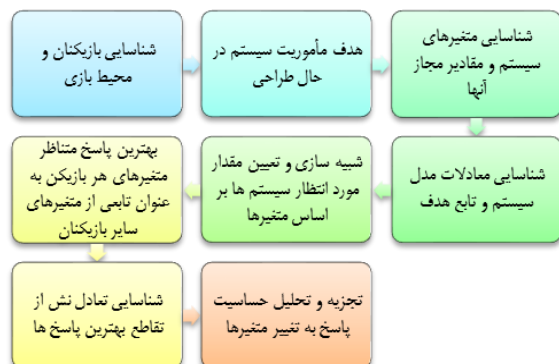 شناسایی بازیکنان و
محیط بازی
هدف مأموریت سیستم در
حال طراحی
شناسایی متغیرهای
سیستم و مقادیر مجاز
آنها
شناسایی معادلات مدل
سیستم و تابع هدف
شبیه سازی و تعیین مقدار
مورد انتظار سیستم ها بر
اساس متغیرها
بهترین پاسخ متناظر
متغیرهای هر بازیکن به
عنوان تابعی از متغیرهای
سایر بازیکنان
شناسایی تعادل نش از
تقاطع بهترین پاسخ ها
تجزیه و تحلیل حساسیت
پاسخ به تغییر متغیرها